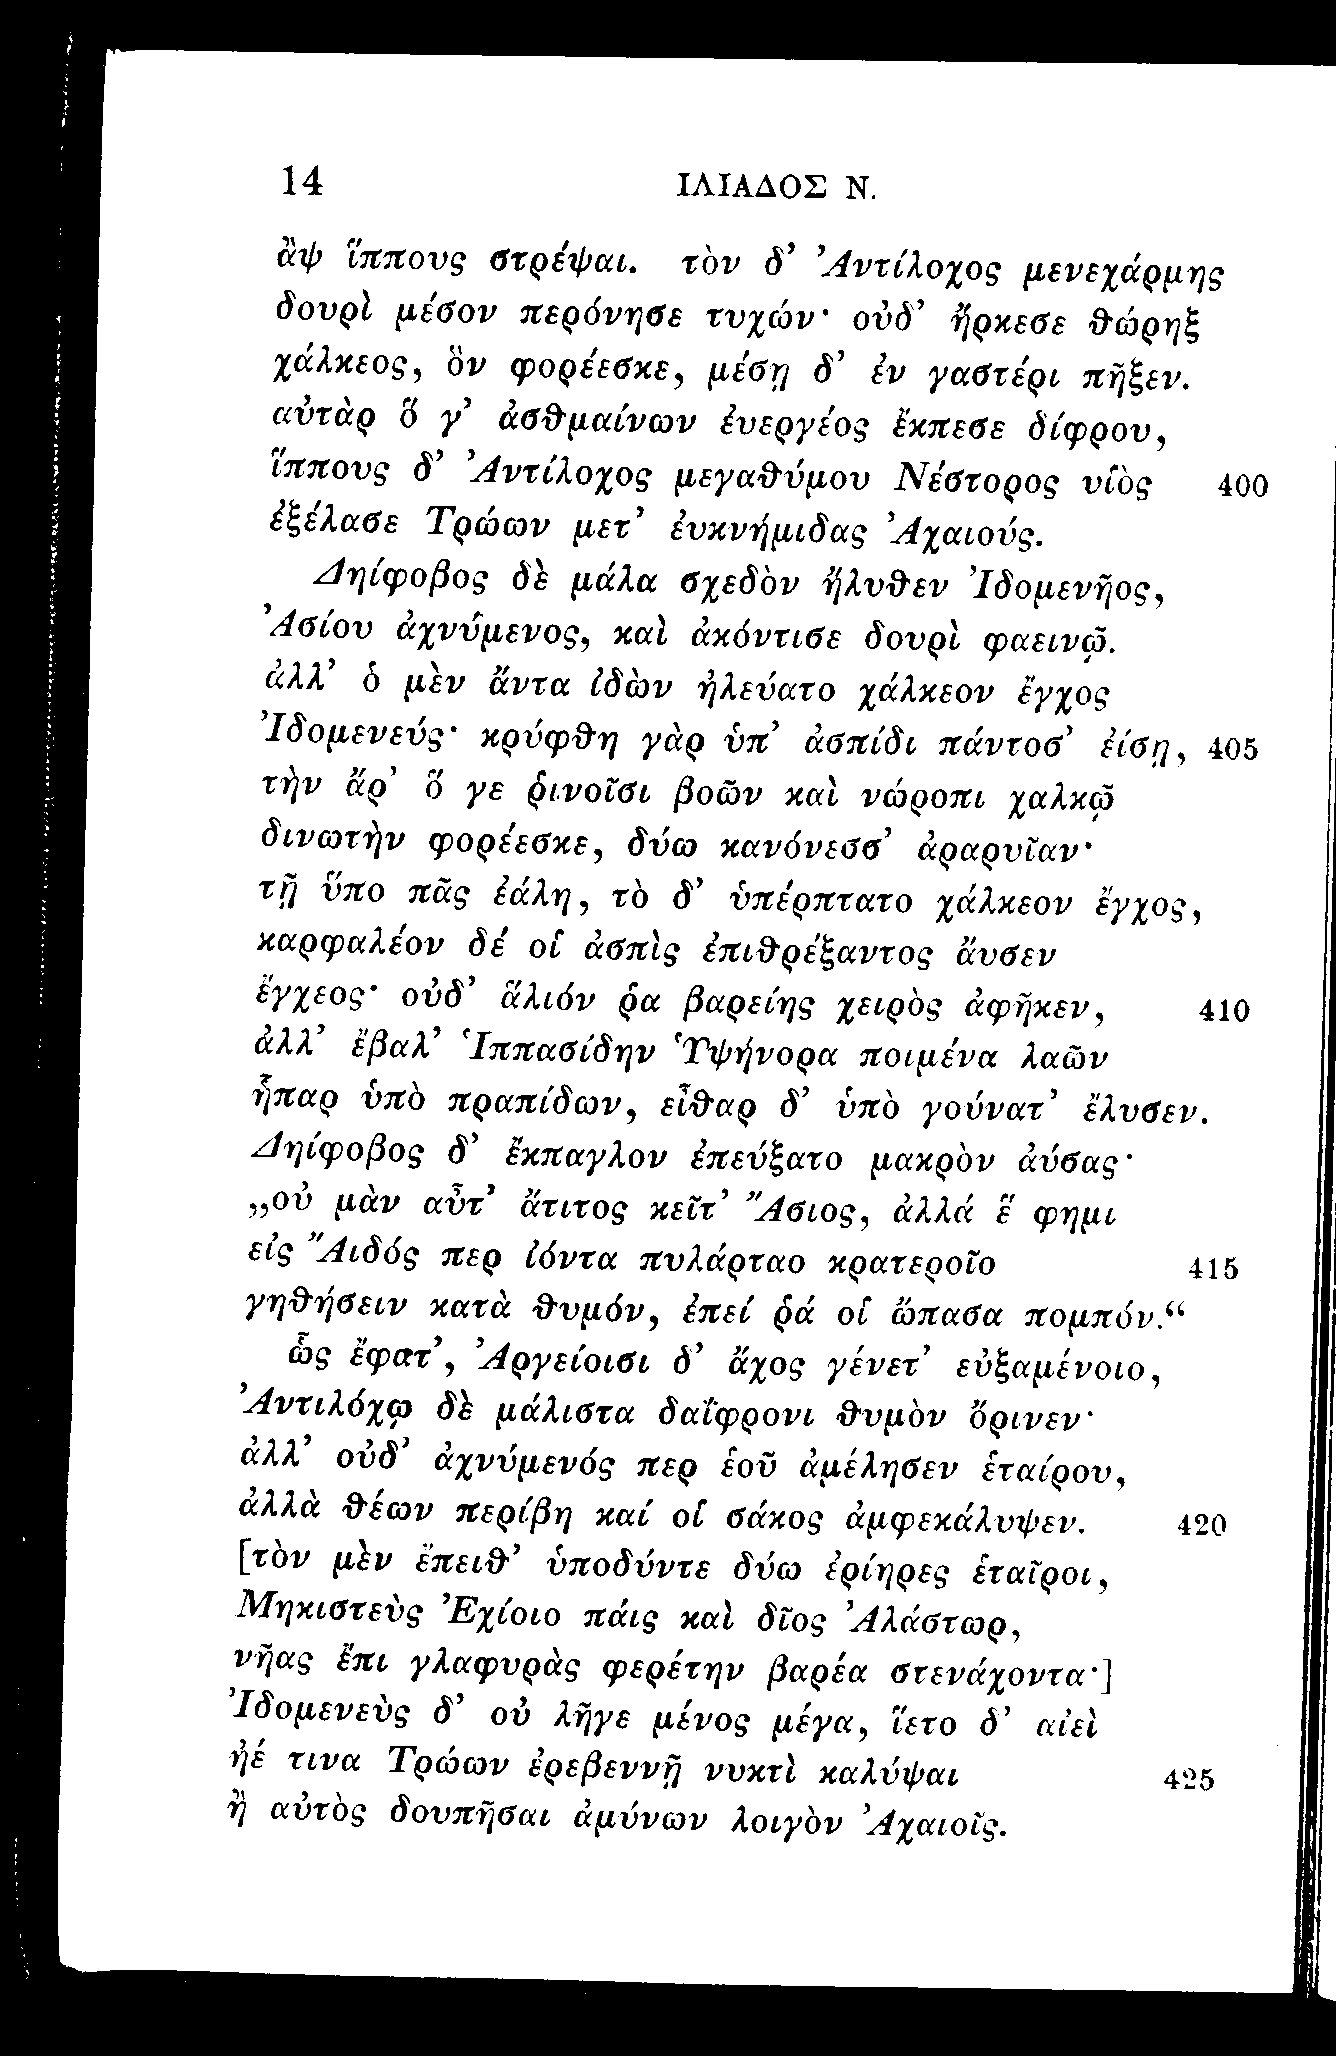 14 ΙΛΙΑΔΟΣ Ν.
ἂψ ἵππους στρέψαι. τὸν δ’ Ἀντίλοχος μενεχάρμης
δουρὶ μέσον περόνησε τυχών· οὐδ’ ἤρκεσε θώρηξ
χάλκεος, ὃν φορέεσκε, μέσῃ δ’ ἐν γαστέρι πῆξεν.
αὐτὰρ ὅ γ’ ἀσθμαίνων ἐυεργέος ἔκπεσε δίφρου,
ἵππους δ’ Ἀντίλοχος μεγαθύμου Νέστορος υἱὸς 400
ἐξέλασε Τρώων μετ’ ἐυκνήμιδας Ἀχαιούς.
Δηίφοβος δὲ μάλα σχεδὸν ἤλυθεν Ἰδομενῆος,
Ἀσίου ἀχνύμενος, καὶ ἀκόντισε δουρὶ φαεινῷ.
ἀλλ’ ὁ μὲν ἄντα ἰδὼν ἠλεύατο χάλκεον ἔγχος
Ἰδομενεύς· κρύφθη γὰρ ὑπ’ ἀσπίδι πάντοσ’ ἐίσῃ, 405
τὴν ἄρ’ ὅ γε ῥινοῖσι βοῶν καὶ νώροπι χαλκῷ
δινωτὴν φορέεσκε, δύω κανόνεσσ’ ἀραρυῖαν·
τῇ ὕπο πᾶς ἐάλη, τὸ δ’ ὑπέρπτατο χάλκεον ἔγχος,
καρφαλέον δέ οἱ ἀσπὶς ἐπιθρέξαντος ἄυσεν
ἔγχεος· οὐδ’ ἅλιόν ῥα βαρείης χειρὸς ἀφῆκεν, 410
ἀλλ’ ἔβαλ’ Ἱππασίδην Ὑψήνορα ποιμένα λαῶν
ἧπαρ ὑπὸ πραπίδων, εἶθαρ δ’ ὑπὸ γούνατ’ ἔλυσεν.
Δηίφοβος δ’ ἔκπαγλον ἐπεύξατο μακρὸν ἀύσας·
„οὐ μὰν αὖτ’ ἄτιτος κεῖτ’ Ἄσιος, ἀλλά ἕ φημι
εἰς Ἄιδός περ ἰόντα πυλάρταο κρατεροῖο 415
γηθήσειν κατὰ θυμόν, ἐπεί ῥά οἱ ὤπασα πομπόν.“
ὣς ἔφατ’, Ἀργείοισι δ’ ἄχος γένετ’ εὐξαμένοιο,
Ἀντιλόχῳ δὲ μάλιστα δαΐφρονι θυμὸν ὄρινεν·
ἀλλ’ οὐδ’ ἀχνύμενός περ ἑοῦ ἀμέλησεν ἑταίρου,
ἀλλὰ θέων περίβη καί οἱ σάκος ἀμφεκάλυψεν. 420
[τὸν μὲν ἔπειθ’ ὑποδύντε δύω ἐρίηρες ἑταῖροι,
Μηκιστεὺς Ἐχίοιο πάις καὶ δῖος Ἀλάστωρ,
νῆας ἔπι γλαφυρὰς φερέτην βαρέα στενάχοντα·]
Ἰδομενεὺς δ’ οὐ λῆγε μένος μέγα, ἵετο δ’ αἰεὶ
ἠέ τινα Τρώων ἐρεβεννῇ νυκτὶ καλύψαι 425
ἢ αὐτὸς δουπῆσαι ἀμύνων λοιγὸν Ἀχαιοῖς.